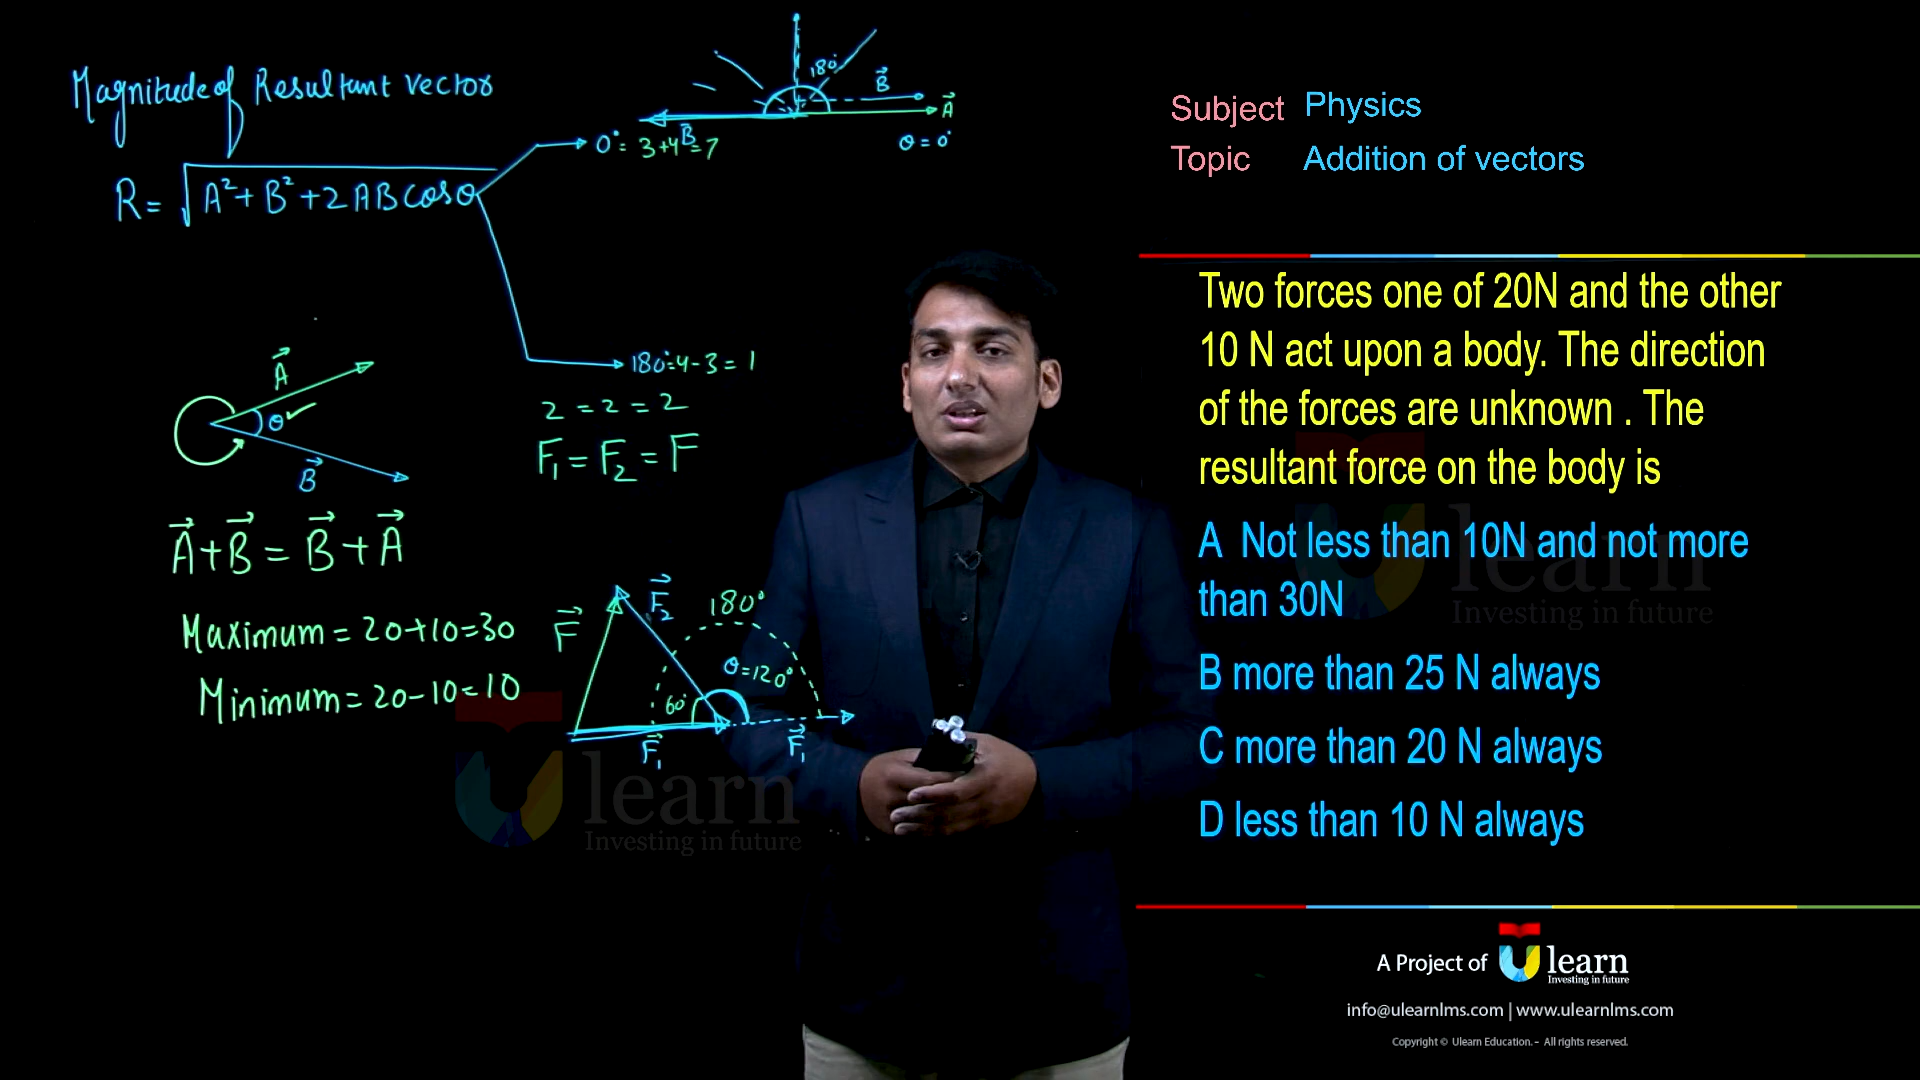 Magnitude of Resultant vector
R = √A²+B²+2ABCosθ
0° = 3+4=7
180° = 4-3 = 1
180°
B⃗
A⃗
B⃗
θ = 0°
A⃗
θ ✓
B⃗
A⃗+B⃗ = B⃗+A⃗
Maximum = 20+10=30
Minimum = 20-10=10
2 = 2 = 2
F₁ = F₂ = F
F⃗
F⃗₂
180°
θ=120°
60°
F⃗₁
F⃗₁
learn
Investing in future
Subject Physics
Topic Addition of vectors
Two forces one of 20N and the other
10 N act upon a body. The direction
of the forces are unknown . The
resultant force on the body is
A Not less than 10N and not more
than 30N
B more than 25 N always
C more than 20 N always
D less than 10 N always
learn
Investing in future
A Project of Ulearn
Investing in future
info@ulearnlms.com | www.ulearnlms.com
Copyright © Ulearn Education. – All rights reserved.